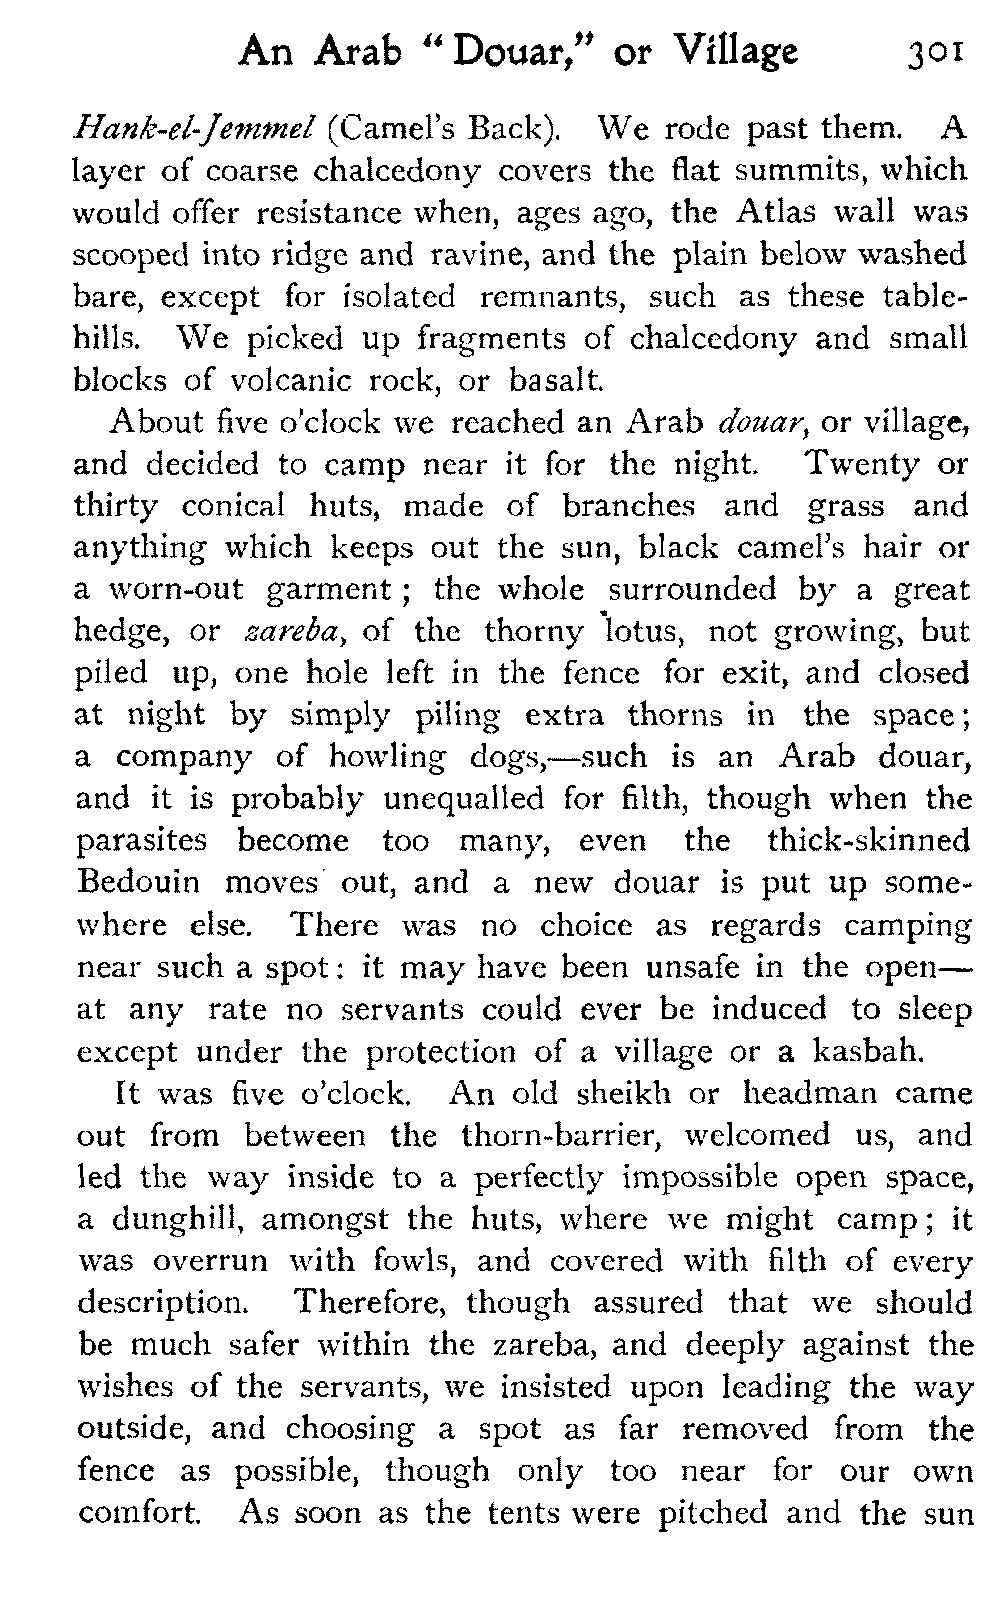 An Arab “Douar,” or Village 301
Hank-el-Jemmel (Camel's Back). We rode past them. A
layer of coarse chalcedony covers the flat summits, which
would offer resistance when, ages ago, the Atlas wall was
scooped into ridge and ravine, and the plain below washed
bare, except for isolated remnants, such as these table-
hills. We picked up fragments of chalcedony and small
blocks of volcanic rock, or basalt.
About five o'clock we reached an Arab douar, or village,
and decided to camp near it for the night. Twenty or
thirty conical huts, made of branches and grass and
anything which keeps out the sun, black camel's hair or
a worn-out garment ; the whole surrounded by a great
hedge, or zareba, of the thorny lotus, not growing, but
piled up, one hole left in the fence for exit, and closed
at night by simply piling extra thorns in the space ;
a company of howling dogs,—such is an Arab douar,
and it is probably unequalled for filth, though when the
parasites become too many, even the thick-skinned
Bedouin moves out, and a new douar is put up some-
where else. There was no choice as regards camping
near such a spot : it may have been unsafe in the open—
at any rate no servants could ever be induced to sleep
except under the protection of a village or a kasbah.
It was five o'clock. An old sheikh or headman came
out from between the thorn-barrier, welcomed us, and
led the way inside to a perfectly impossible open space,
a dunghill, amongst the huts, where we might camp ; it
was overrun with fowls, and covered with filth of every
description. Therefore, though assured that we should
be much safer within the zareba, and deeply against the
wishes of the servants, we insisted upon leading the way
outside, and choosing a spot as far removed from the
fence as possible, though only too near for our own
comfort. As soon as the tents were pitched and the sun